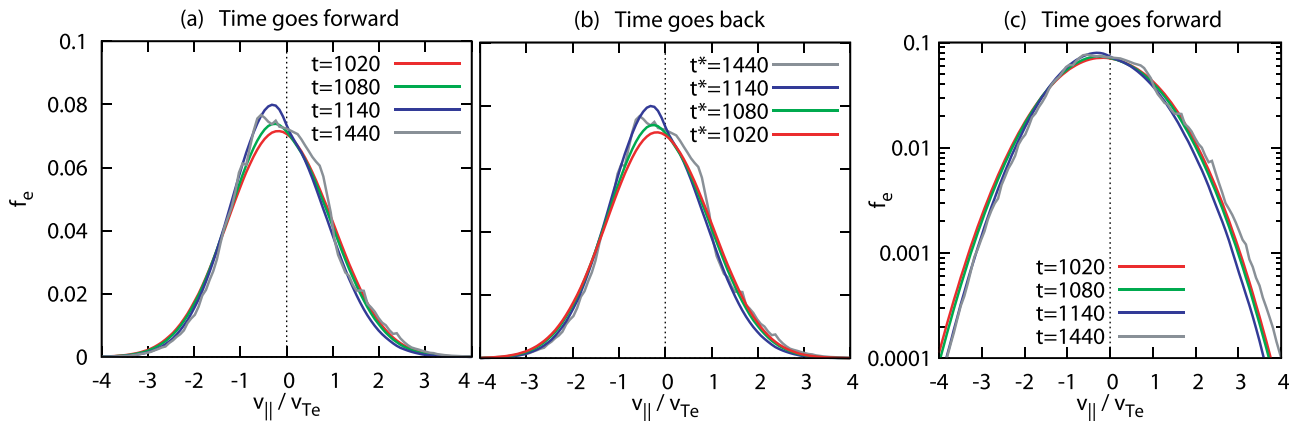 (a) Time goes forward
0.1
0.08
0.06
0.04
0.02
0
f_e
t=1020
t=1080
t=1140
t=1440
-4 -3 -2 -1 0 1 2 3 4
v_|| / v_Te
(b) Time goes back
t*=1440
t*=1140
t*=1080
t*=1020
-4 -3 -2 -1 0 1 2 3 4
v_|| / v_Te
(c) Time goes forward
0.1
0.01
0.001
0.0001
f_e
t=1020
t=1080
t=1140
t=1440
-4 -3 -2 -1 0 1 2 3 4
v_|| / v_Te